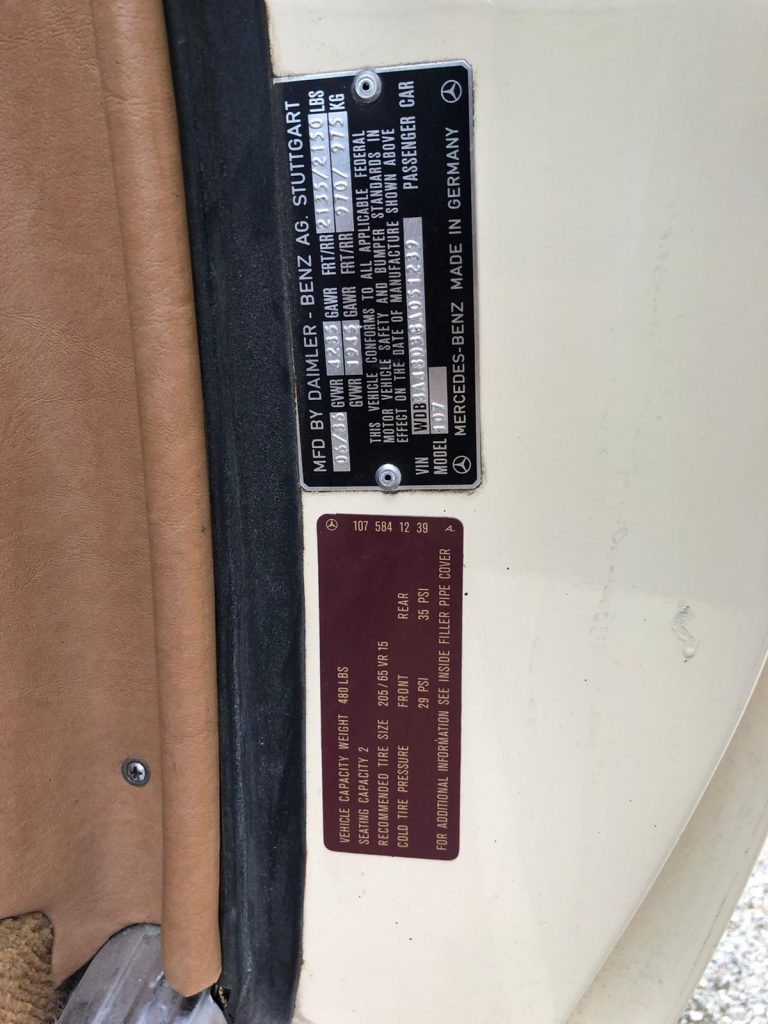 MFD BY DAIMLER - BENZ AG. STUTTGART
06/86 GVWR 4285 GAWR FRT/RR 2135/2150 LBS
GVWR 1945 GAWR FRT/RR 970/ 975 KG
THIS VEHICLE CONFORMS TO ALL APPLICABLE FEDERAL
MOTOR VEHICLE SAFETY AND BUMPER STANDARDS IN
EFFECT ON THE DATE OF MANUFACTURE SHOWN ABOVE
VIN WDBBA48D3GA051239 PASSENGER CAR
MODEL 107
MERCEDES-BENZ MADE IN GERMANY
107 584 12 39 A
VEHICLE CAPACITY WEIGHT 480 LBS
SEATING CAPACITY 2
RECOMMENDED TIRE SIZE 205/65 VR 15
COLD TIRE PRESSURE FRONT REAR
29 PSI 35 PSI
FOR ADDITIONAL INFORMATION SEE INSIDE FILLER PIPE COVER